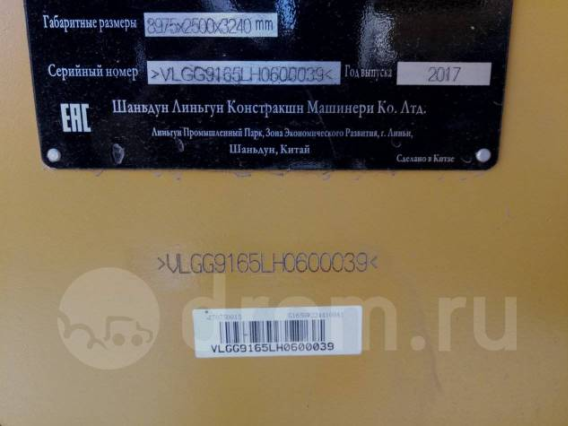 Габаритные размеры 8975x2500x3240 mm
Серийный номер >VLGG9165LH0600039< Год выпуска 2017
EAC Шаньдун Линьгун Констракшн Машинери Ко. Лтд.
Линьгун Промышленный Парк, Зона Экономического Развития, г. Линьи,
Шаньдун, Китай
Сделано в Китае
>VLGG9165LH0600039<
drom.ru
VLGG9165LH0600039